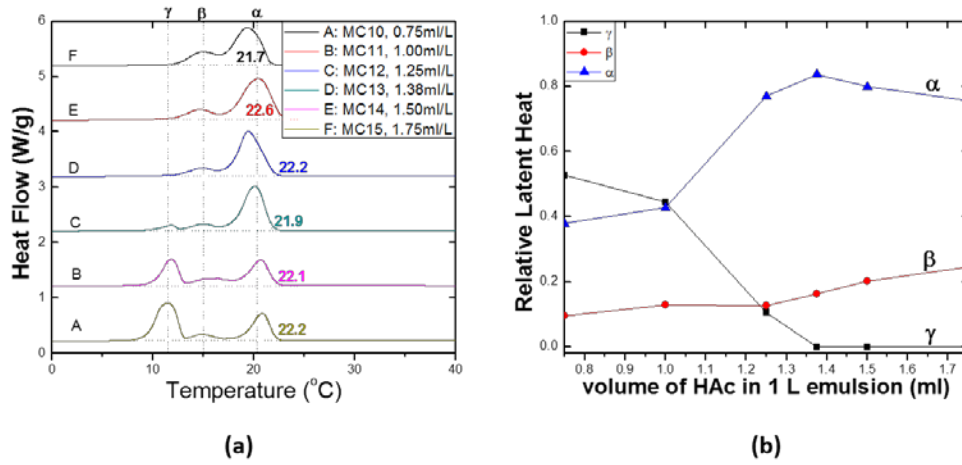 γ β α
6
5
4
3
2
1
0
Heat Flow (W/g)
A: MC10, 0.75ml/L
B: MC11, 1.00ml/L
C: MC12, 1.25ml/L
D: MC13, 1.38ml/L
E: MC14, 1.50ml/L
F: MC15, 1.75ml/L
F
21.7
E
22.6
D
22.2
C
21.9
B
22.1
A
22.2
0 10 20 30 40
Temperature (°C)
(a)
γ
β
α
0.8
0.6
0.4
0.2
0.0
Relative Latent Heat
α
β
γ
0.8 0.9 1.0 1.1 1.2 1.3 1.4 1.5 1.6 1.7
volume of HAc in 1 L emulsion (ml)
(b)